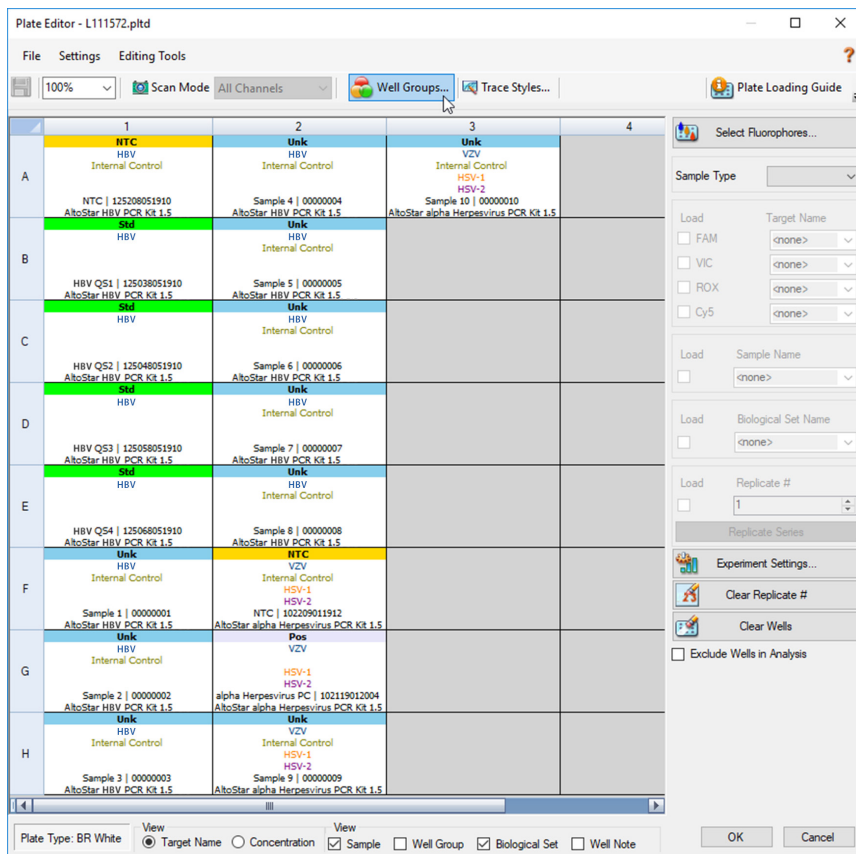 Plate Editor - L111572.pltd
File Settings Editing Tools ?
100% Scan Mode All Channels Well Groups... Trace Styles... Plate Loading Guide
1 2 3 4
A
NTC
HBV
Internal Control
NTC | 125208051910
AltoStar HBV PCR Kit 1.5
Unk
HBV
Internal Control
Sample 4 | 00000004
AltoStar HBV PCR Kit 1.5
Unk
VZV
Internal Control
HSV-1
HSV-2
Sample 10 | 00000010
AltoStar alpha Herpesvirus PCR Kit 1.5
B
Std
HBV
HBV QS1 | 125038051910
AltoStar HBV PCR Kit 1.5
Unk
HBV
Internal Control
Sample 5 | 00000005
AltoStar HBV PCR Kit 1.5
C
Std
HBV
HBV QS2 | 125048051910
AltoStar HBV PCR Kit 1.5
Unk
HBV
Internal Control
Sample 6 | 00000006
AltoStar HBV PCR Kit 1.5
D
Std
HBV
HBV QS3 | 125058051910
AltoStar HBV PCR Kit 1.5
Unk
HBV
Internal Control
Sample 7 | 00000007
AltoStar HBV PCR Kit 1.5
E
Std
HBV
HBV QS4 | 125068051910
AltoStar HBV PCR Kit 1.5
Unk
HBV
Internal Control
Sample 8 | 00000008
AltoStar HBV PCR Kit 1.5
F
Unk
HBV
Internal Control
Sample 1 | 00000001
AltoStar HBV PCR Kit 1.5
NTC
VZV
Internal Control
HSV-1
HSV-2
NTC | 102209011912
AltoStar alpha Herpesvirus PCR Kit 1.5
G
Unk
HBV
Internal Control
Sample 2 | 00000002
AltoStar HBV PCR Kit 1.5
Pos
VZV
HSV-1
HSV-2
alpha Herpesvirus PC | 102119012004
AltoStar alpha Herpesvirus PCR Kit 1.5
H
Unk
HBV
Internal Control
Sample 3 | 00000003
AltoStar HBV PCR Kit 1.5
Unk
VZV
Internal Control
HSV-1
HSV-2
Sample 9 | 00000009
AltoStar alpha Herpesvirus PCR Kit 1.5
Select Fluorophores...
Sample Type
Load Target Name
FAM <none>
VIC <none>
ROX <none>
Cy5 <none>
Load Sample Name
<none>
Load Biological Set Name
<none>
Load Replicate #
1
Replicate Series
Experiment Settings...
Clear Replicate #
Clear Wells
Exclude Wells in Analysis
Plate Type: BR White
View
Target Name Concentration
View
Sample Well Group Biological Set Well Note
OK Cancel